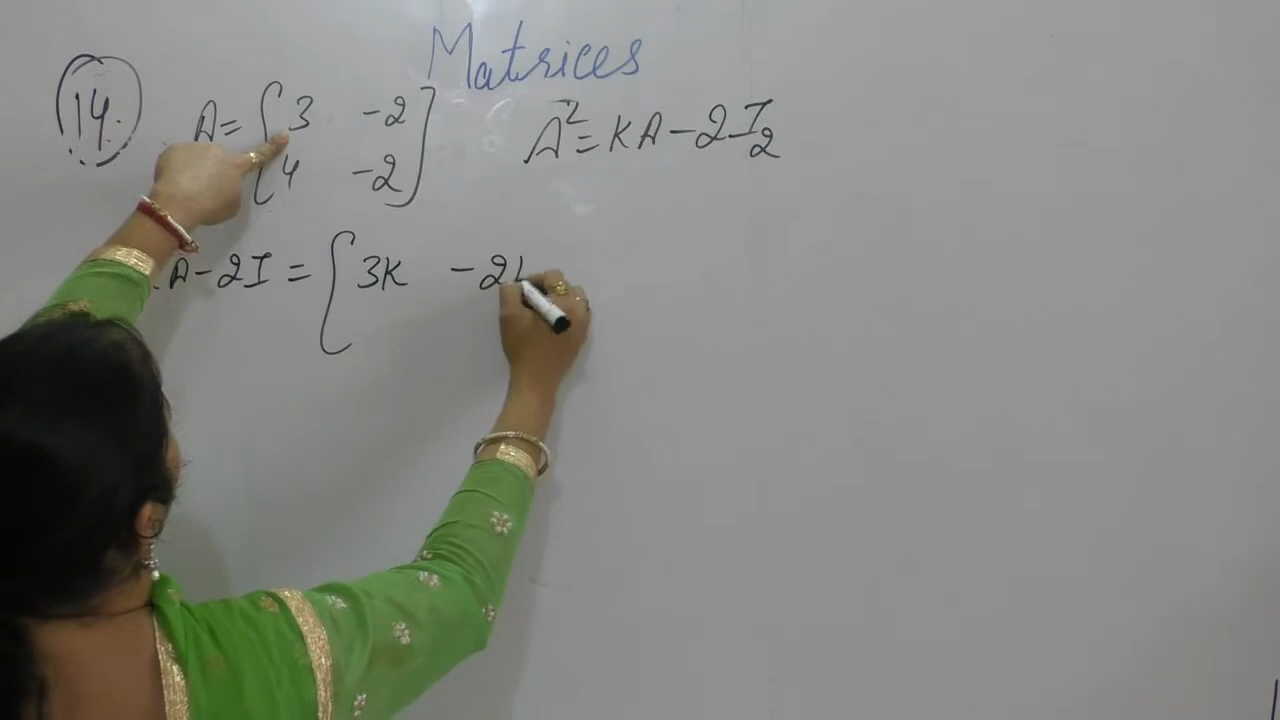 Matrices
14. A = [3 -2] A² = KA - 2I₂
[4 -2]
A - 2I = [3K -2